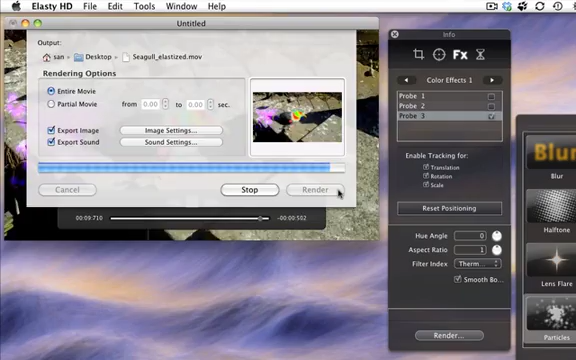 Elasty HD File Edit Tools Window Help
Untitled
Output:
san Desktop Seagull_elastized.mov
Rendering Options
Entire Movie
Partial Movie from 0.00 to 0.00 sec.
Export Image Image Settings...
Export Sound Sound Settings...
Cancel Stop Render
00:09.710 -00:00.502
Info
Fx
Color Effects 1
Probe 1
Probe 2
Probe 3
Enable Tracking for:
Translation
Rotation
Scale
Reset Positioning
Hue Angle 0
Aspect Ratio 1
Filter Index Therm...
Smooth Bo...
Render...
Blur
Blur
Halftone
Lens Flare
Particles